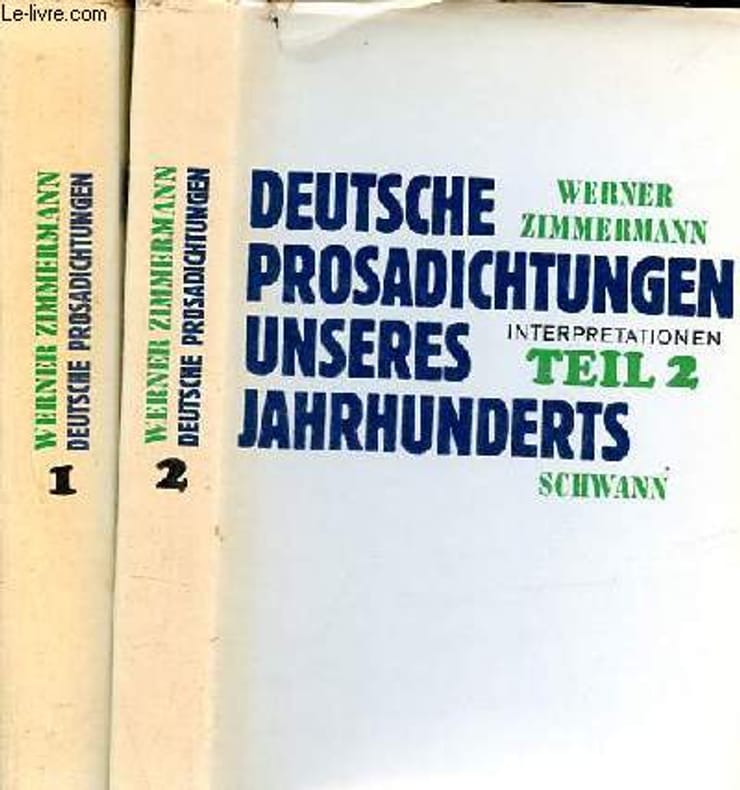 Le-livre.com
WERNER ZIMMERMANN
DEUTSCHE PROSADICHTUNGEN
1
WERNER ZIMMERMANN
DEUTSCHE PROSADICHTUNGEN
2
DEUTSCHE
WERNER
ZIMMERMANN
PROSADICHTUNGEN
UNSERES
INTERPRETATIONEN
TEIL 2
JAHRHUNDERTS
SCHWANN